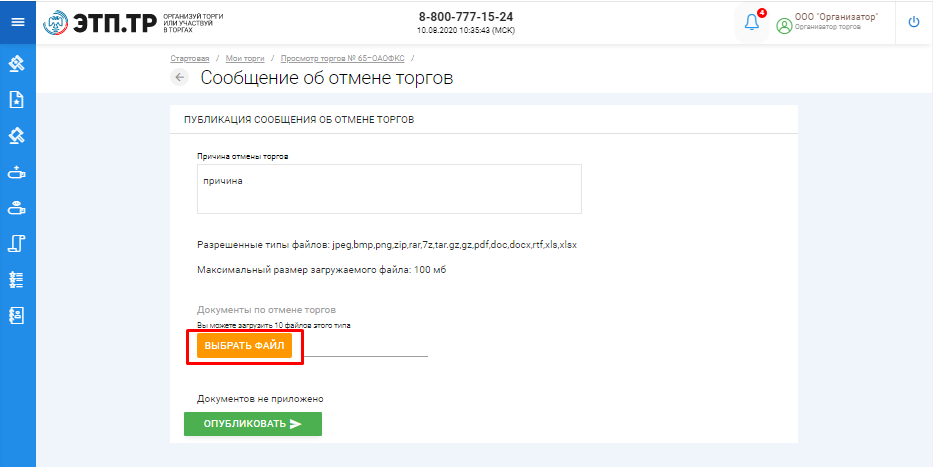 ЭТП.ТР
ОРГАНИЗУЙ ТОРГИ
ИЛИ УЧАСТВУЙ
В ТОРГАХ
8-800-777-15-24
10.08.2020 10:35:43 (МСК)
4
ООО "Организатор"
Организатор торгов
Стартовая / Мои торги / Просмотр торгов № 65-ОАОФКС /
Сообщение об отмене торгов
ПУБЛИКАЦИЯ СООБЩЕНИЯ ОБ ОТМЕНЕ ТОРГОВ
Причина отмены торгов
причина
Разрешенные типы файлов: jpeg,bmp,png,zip,rar,7z,tar.gz,gz,pdf,doc,docx,rtf,xls,xlsx
Максимальный размер загружаемого файла: 100 мб
Документы по отмене торгов
Вы можете загрузить 10 файлов этого типа
ВЫБРАТЬ ФАЙЛ
Документов не приложено
ОПУБЛИКОВАТЬ